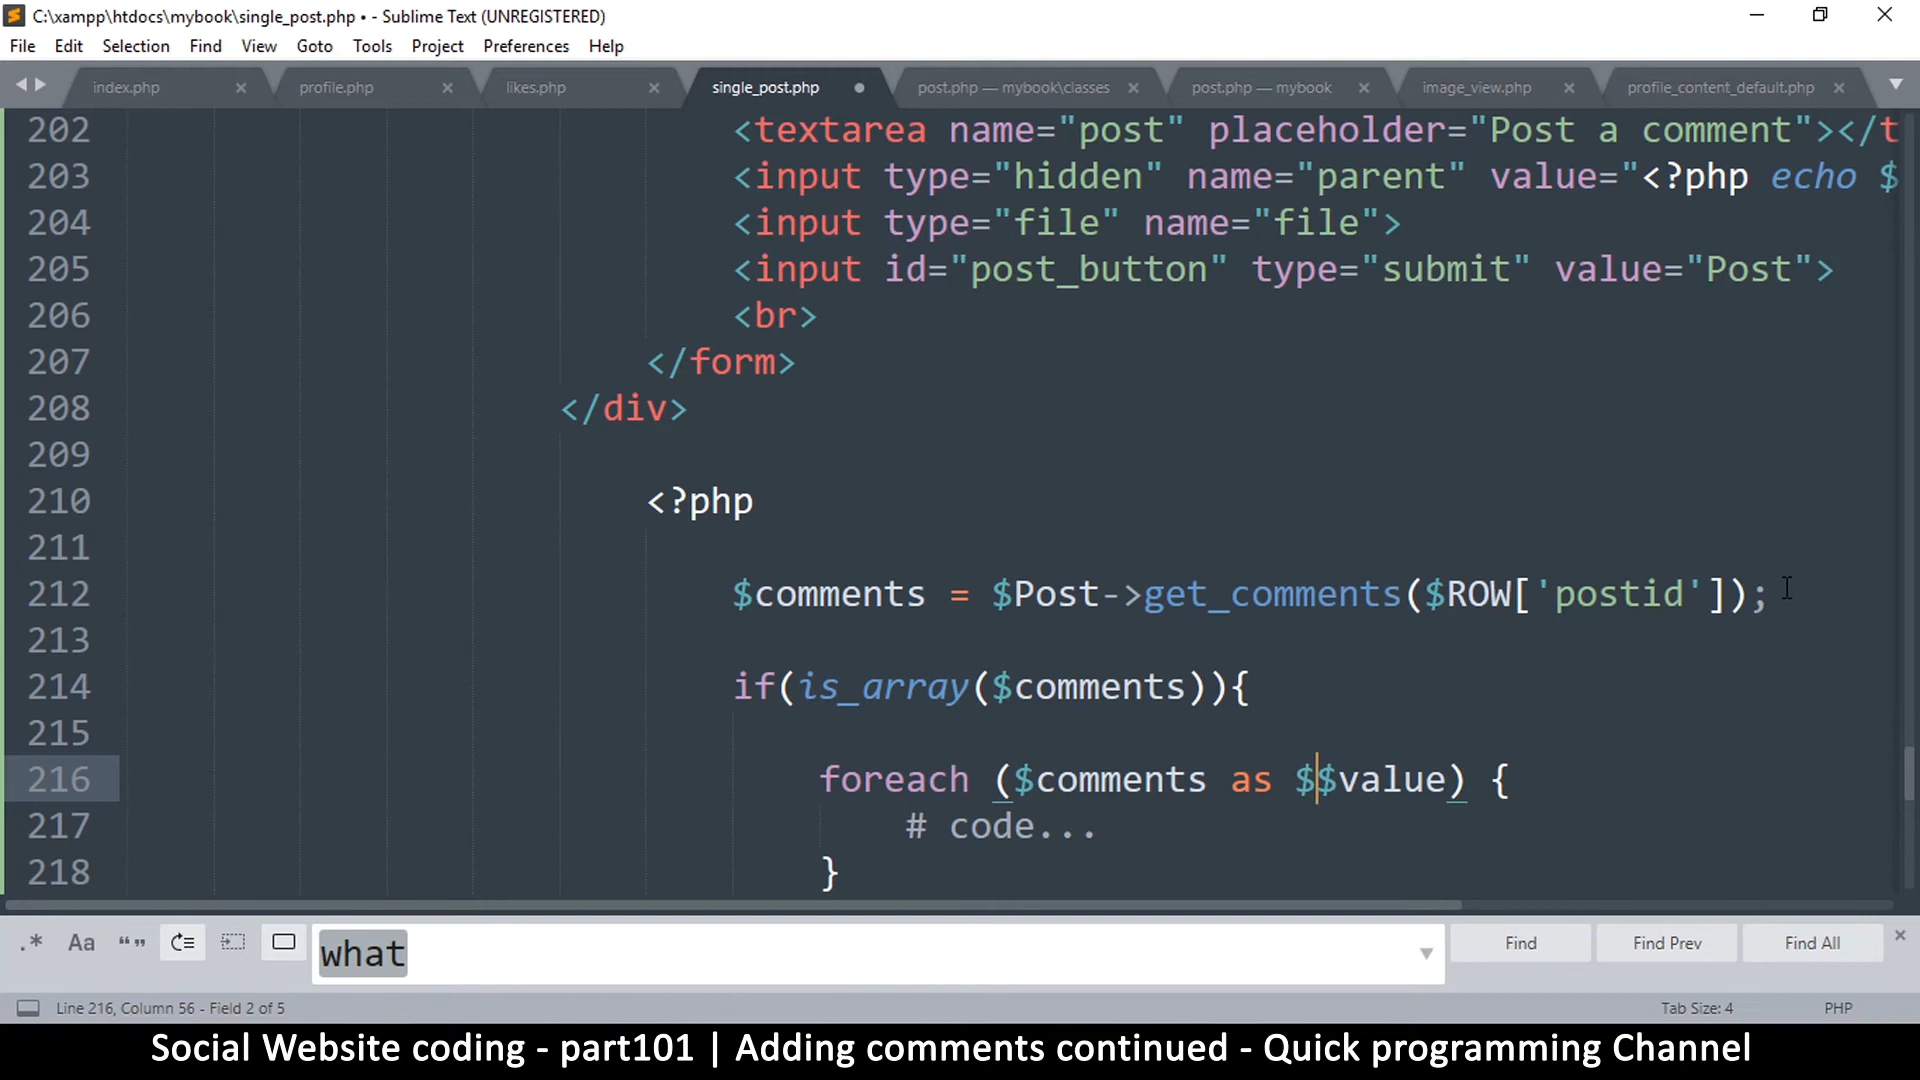 C:\xampp\htdocs\mybook\single_post.php • - Sublime Text (UNREGISTERED)
File Edit Selection Find View Goto Tools Project Preferences Help
index.php profile.php likes.php single_post.php post.php — mybook\classes post.php — mybook image_view.php profile_content_default.php
202 <textarea name="post" placeholder="Post a comment"></t
203 <input type="hidden" name="parent" value="<?php echo $
204 <input type="file" name="file">
205 <input id="post_button" type="submit" value="Post">
206 <br>
207 </form>
208 </div>
209
210 <?php
211
212 $comments = $Post->get_comments($ROW['postid']);
213
214 if(is_array($comments)){
215
216 foreach ($comments as $$value) {
217 # code...
218 }
.* Aa “” what Find Find Prev Find All
Line 216, Column 56 - Field 2 of 5 Tab Size: 4 PHP
Social Website coding - part101 | Adding comments continued - Quick programming Channel